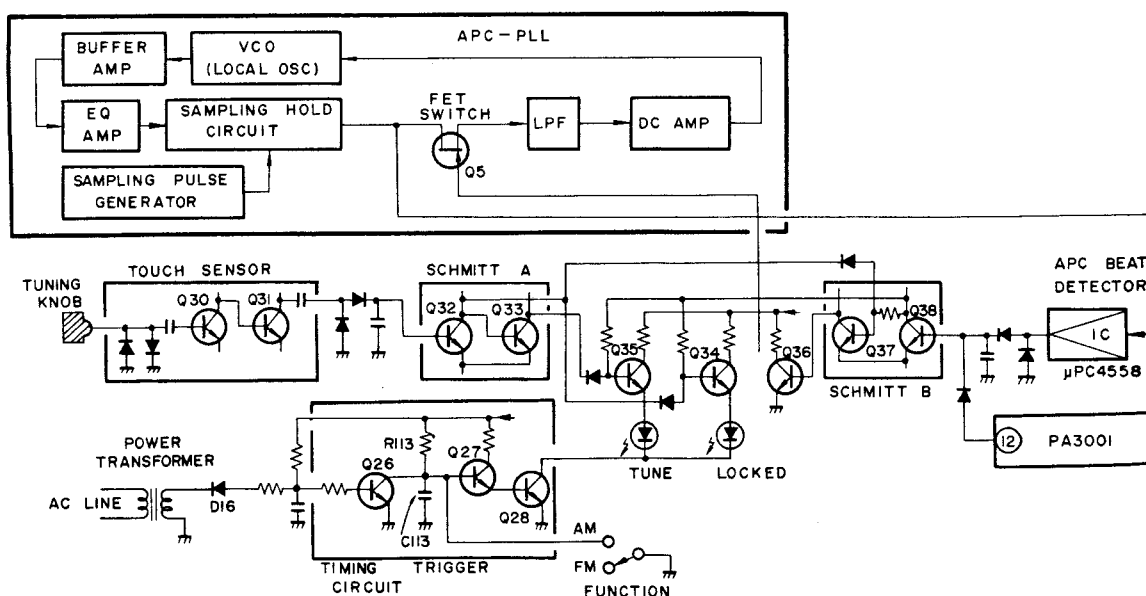 APC-PLL
BUFFER
AMP
VCO
(LOCAL OSC)
EQ
AMP
SAMPLING HOLD
CIRCUIT
FET
SWITCH
Q5
LPF
DC AMP
SAMPLING PULSE
GENERATOR
TUNING
KNOB
TOUCH SENSOR
Q30
Q31
SCHMITT A
Q32
Q33
Q35
Q34
Q36
Q37
Q38
SCHMITT B
APC BEAT
DETECTOR
IC
μPC4558
12
PA3001
TUNE
LOCKED
POWER
TRANSFORMER
AC LINE
D16
R113
Q26
Q27
Q28
C113
TIMING
CIRCUIT
TRIGGER
AM
FM
FUNCTION